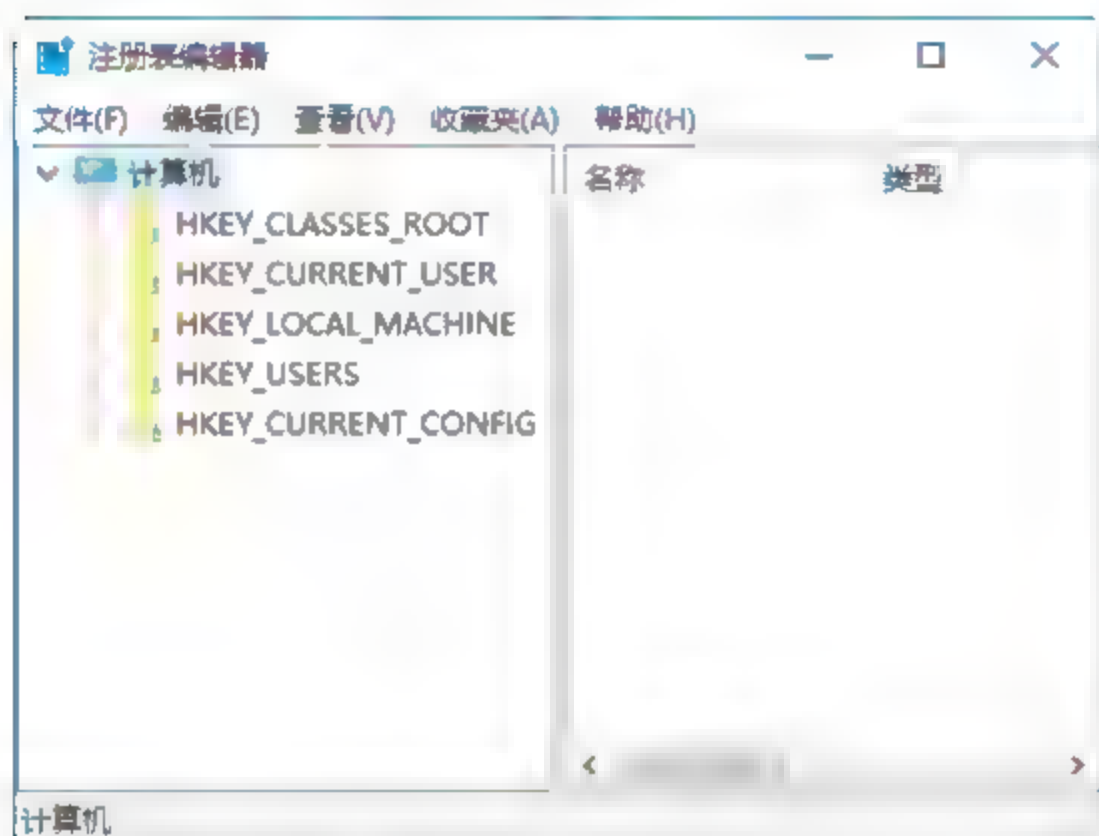 注册表编辑器
文件(F) 编辑(E) 查看(V) 收藏夹(A) 帮助(H)
计算机
名称 类型
HKEY_CLASSES_ROOT
HKEY_CURRENT_USER
HKEY_LOCAL_MACHINE
HKEY_USERS
HKEY_CURRENT_CONFIG
计算机